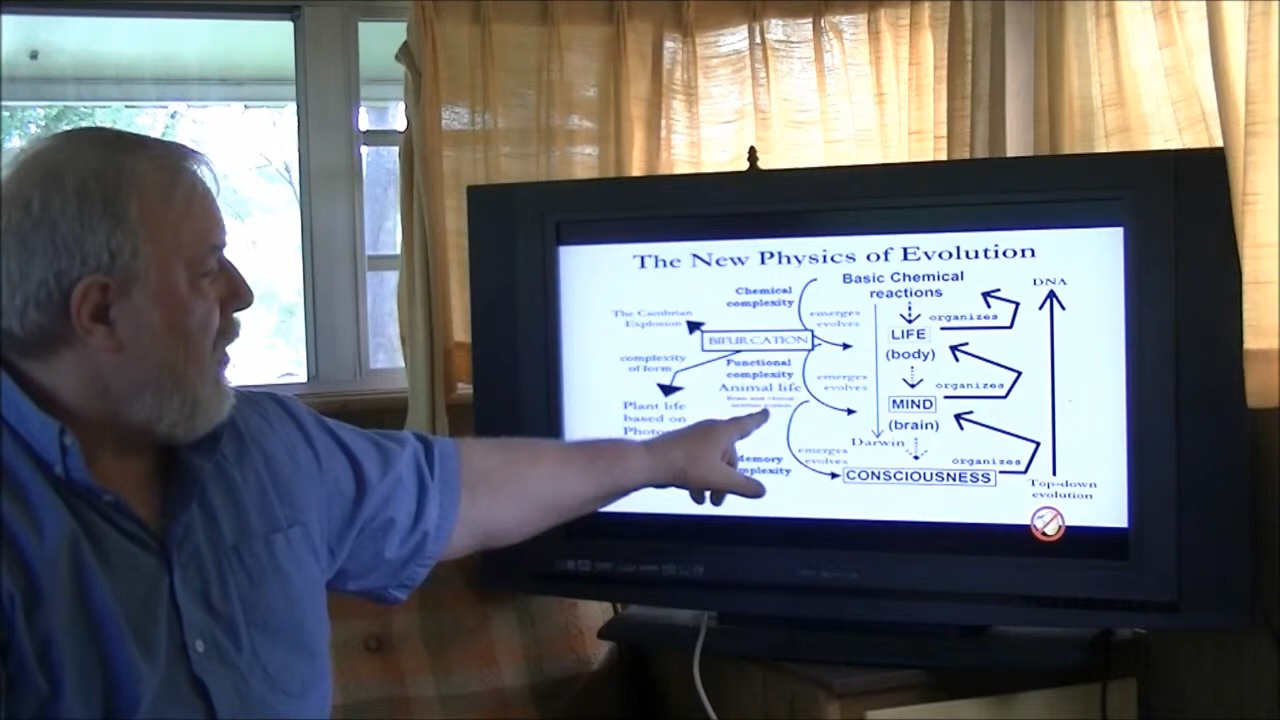 The New Physics of Evolution
Basic Chemical
reactions
DNA
Chemical
complexity
The Cambrian
Explosion
emerges
evolves
organizes
LIFE
BIFURCATION
(body)
complexity
of form
Functional
complexity
Animal life
emerges
evolves
organizes
MIND
(brain)
Plant life
based on
Darwin
emerges
evolves
organizes
Memory
CONSCIOUSNESS
Top-down
evolution